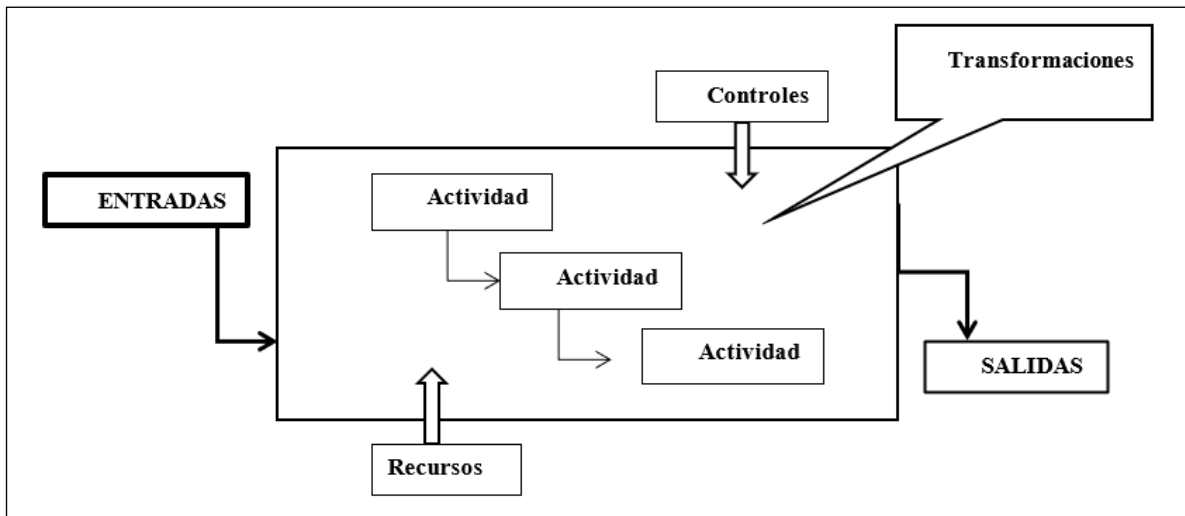 Transformaciones
Controles
ENTRADAS
Actividad
Actividad
Actividad
SALIDAS
Recursos